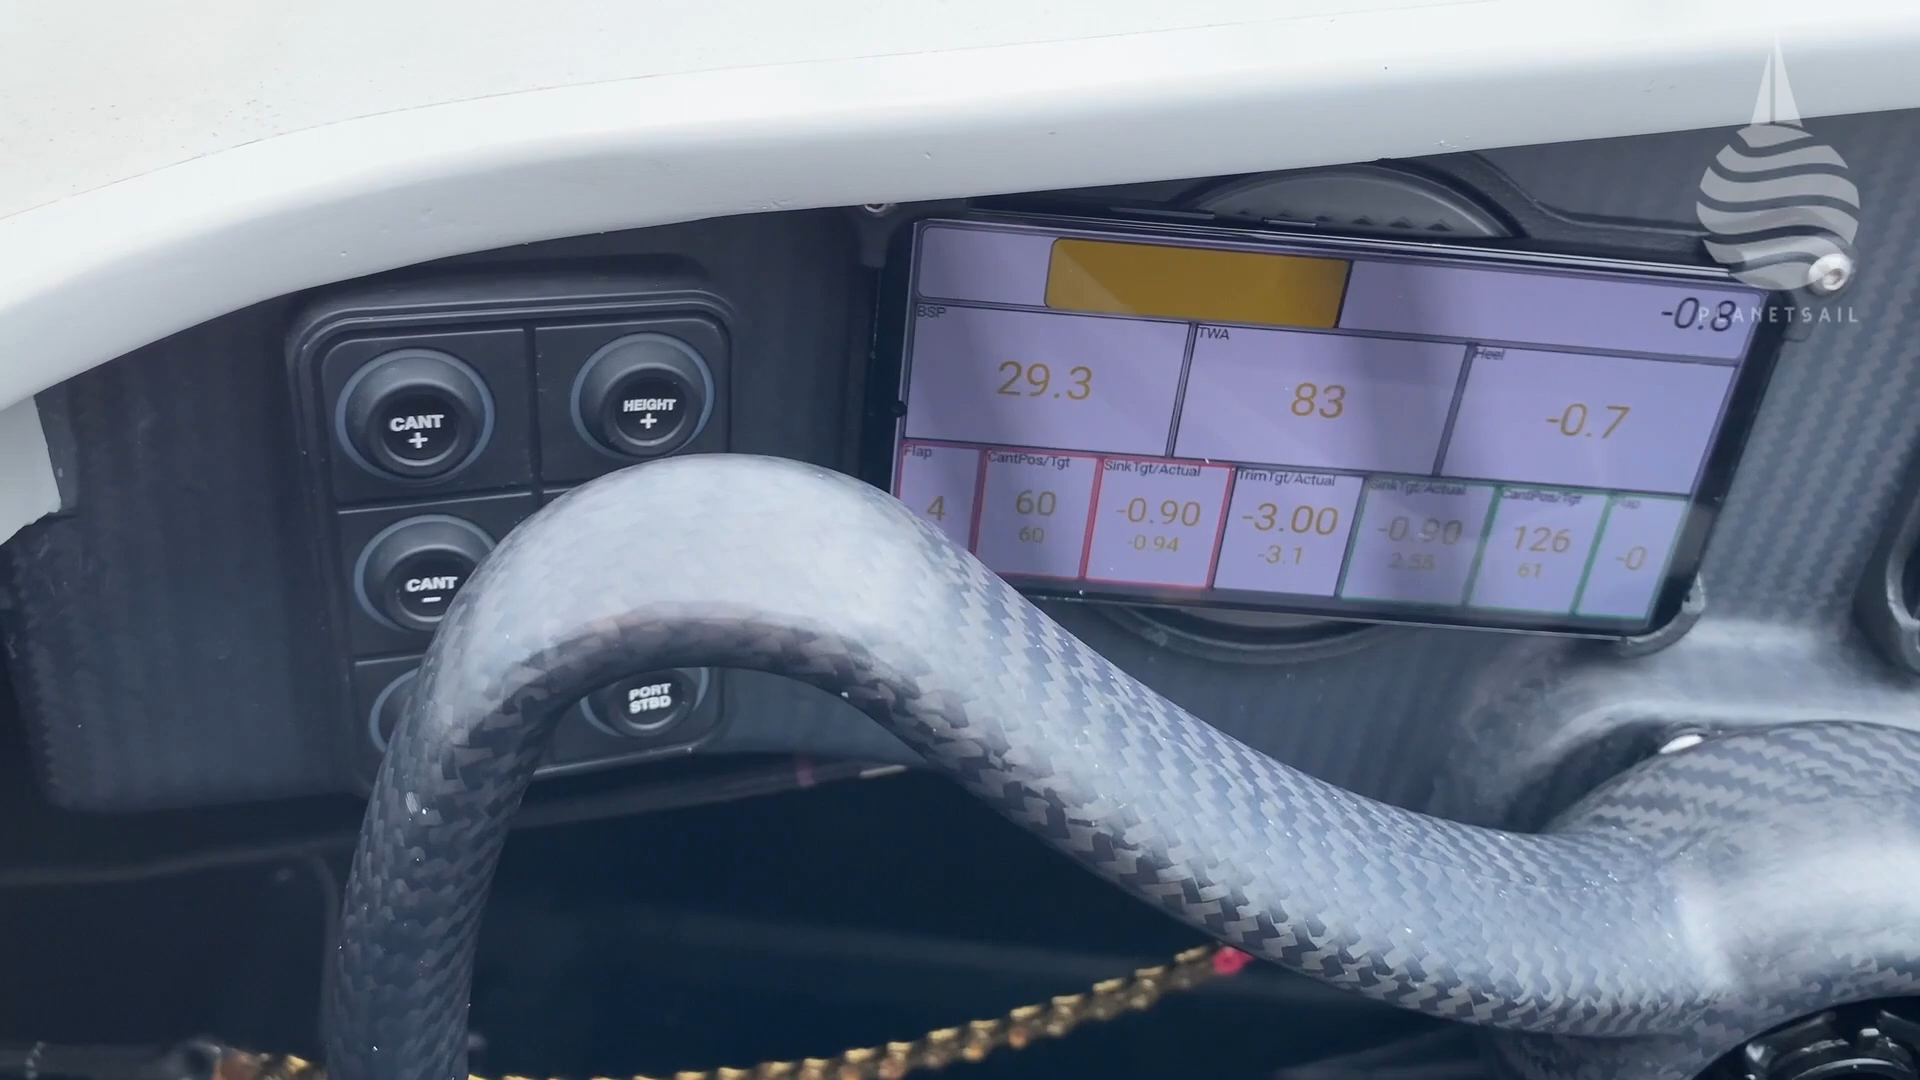 -0.8
PLANETSAIL
BSP
TWA
Heel
29.3
83
-0.7
Flap
CantPos/Tgt
SinkTgt/Actual
TrimTgt/Actual
SinkTgt/Actual
CantPos/Tgt
4
60
-0.90
-3.00
-0.90
126
-0
60
-0.94
-3.1
2.55
61
CANT
+
HEIGHT
+
CANT
-
PORT
STBD